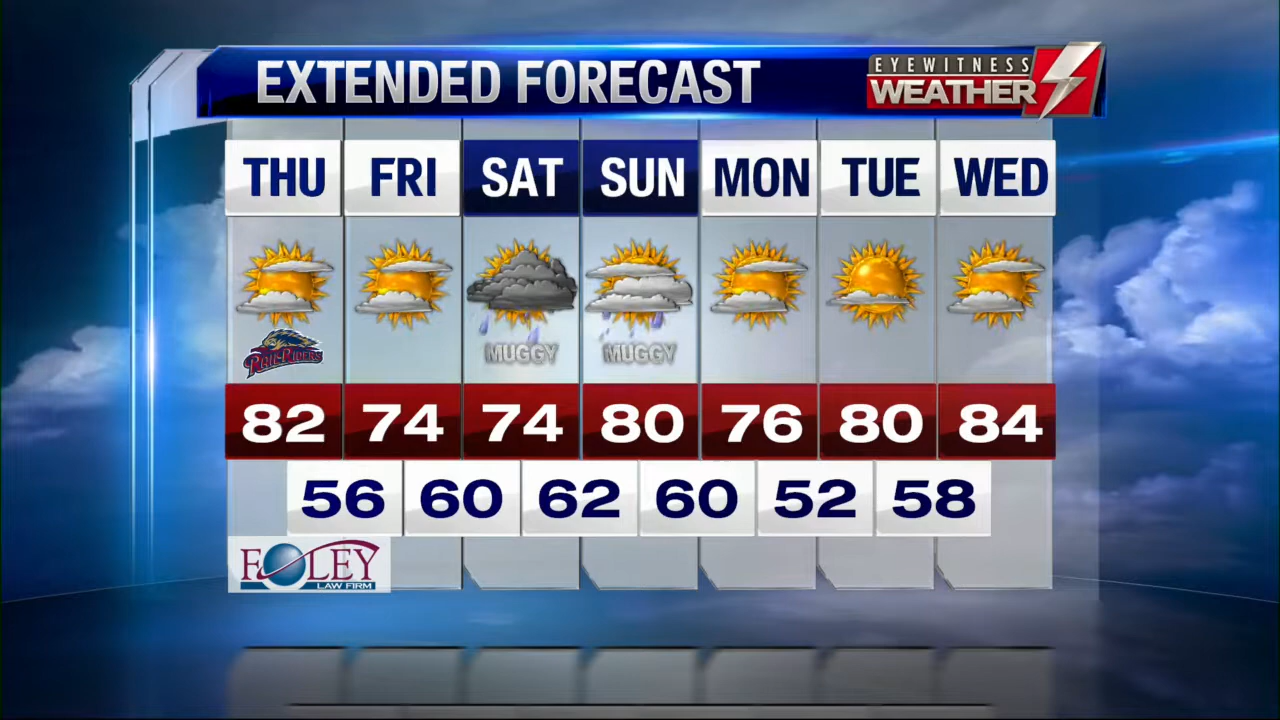 EXTENDED FORECAST
EYEWITNESS
WEATHER
THU FRI SAT SUN MON TUE WED
RAILRIDERS
MUGGY MUGGY
82 74 74 80 76 80 84
56 60 62 60 52 58
FOLEY
LAW FIRM